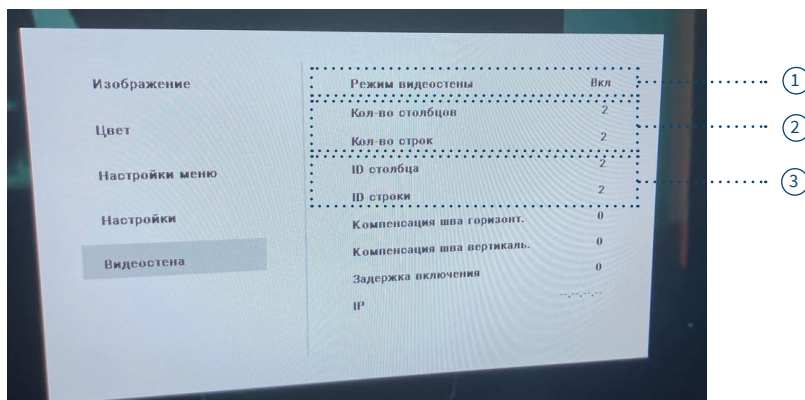 Изображение
Цвет
Настройки меню
Настройки
Видеостена
Режим видеостены Вкл
Кол-во столбцов 2
Кол-во строк 2
ID столбца 2
ID строки 2
Компенсация шва горизонт. 0
Компенсация шва вертикаль. 0
Задержка включения 0
IP --.--.--.--
1
2
3